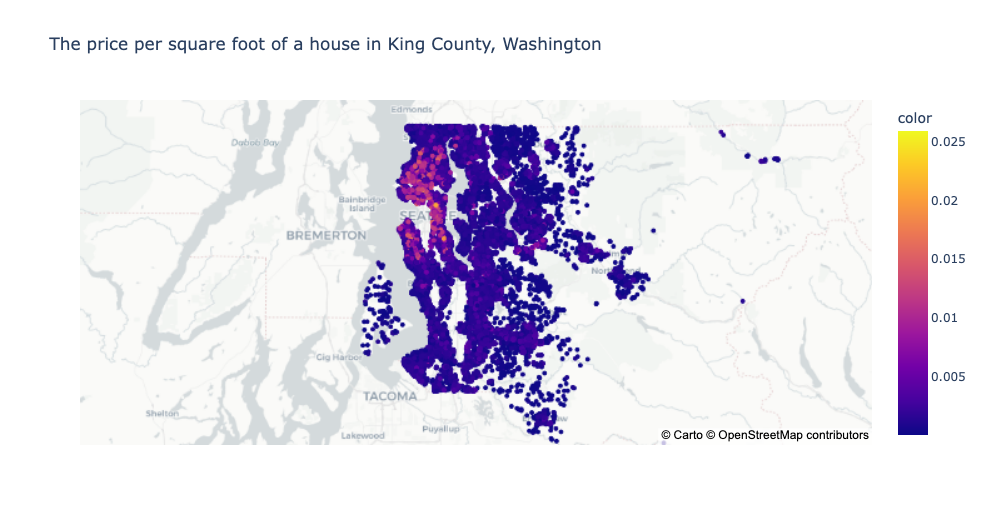 The price per square foot of a house in King County, Washington
color
Edmonds
0.025
Dabob Bay
0.02
Bainbridge
Island
BREMERTON
0.015
0.01
Gig Harbor
0.005
TACOMA
Shelton
Puyallup
Lakewood
© Carto © OpenStreetMap contributors